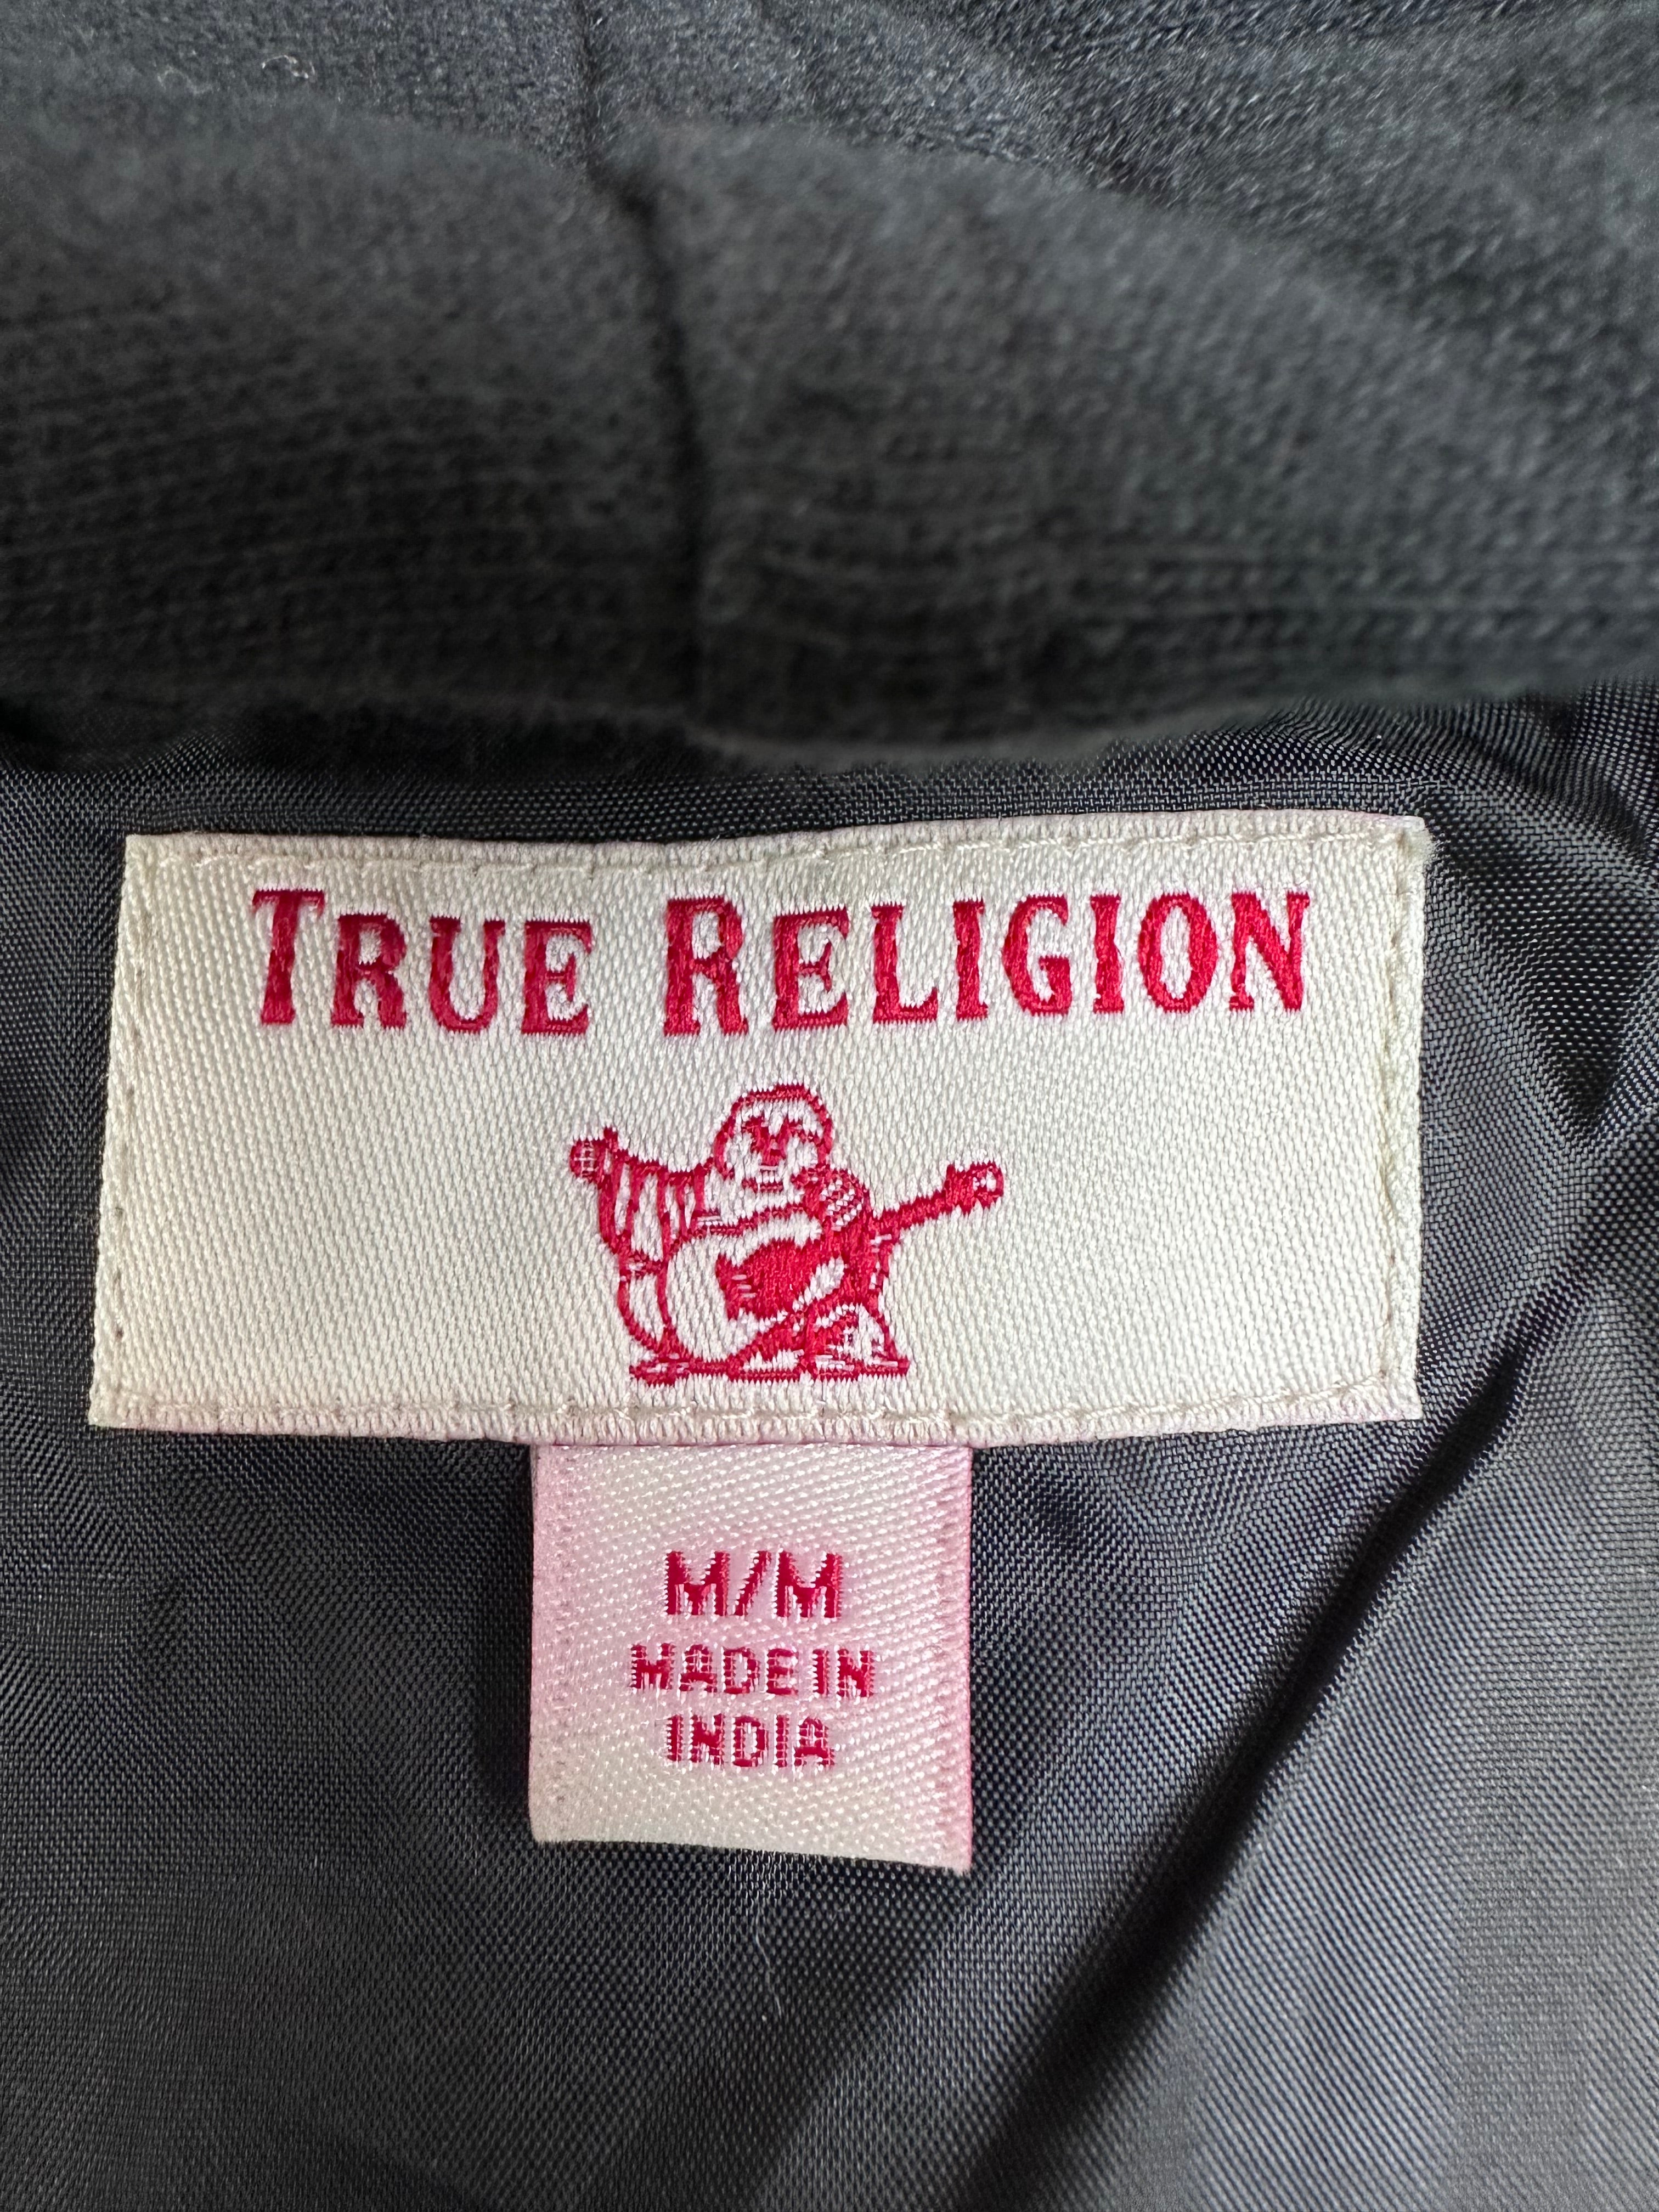 TRUE RELIGION
M/M
MADE IN
INDIA